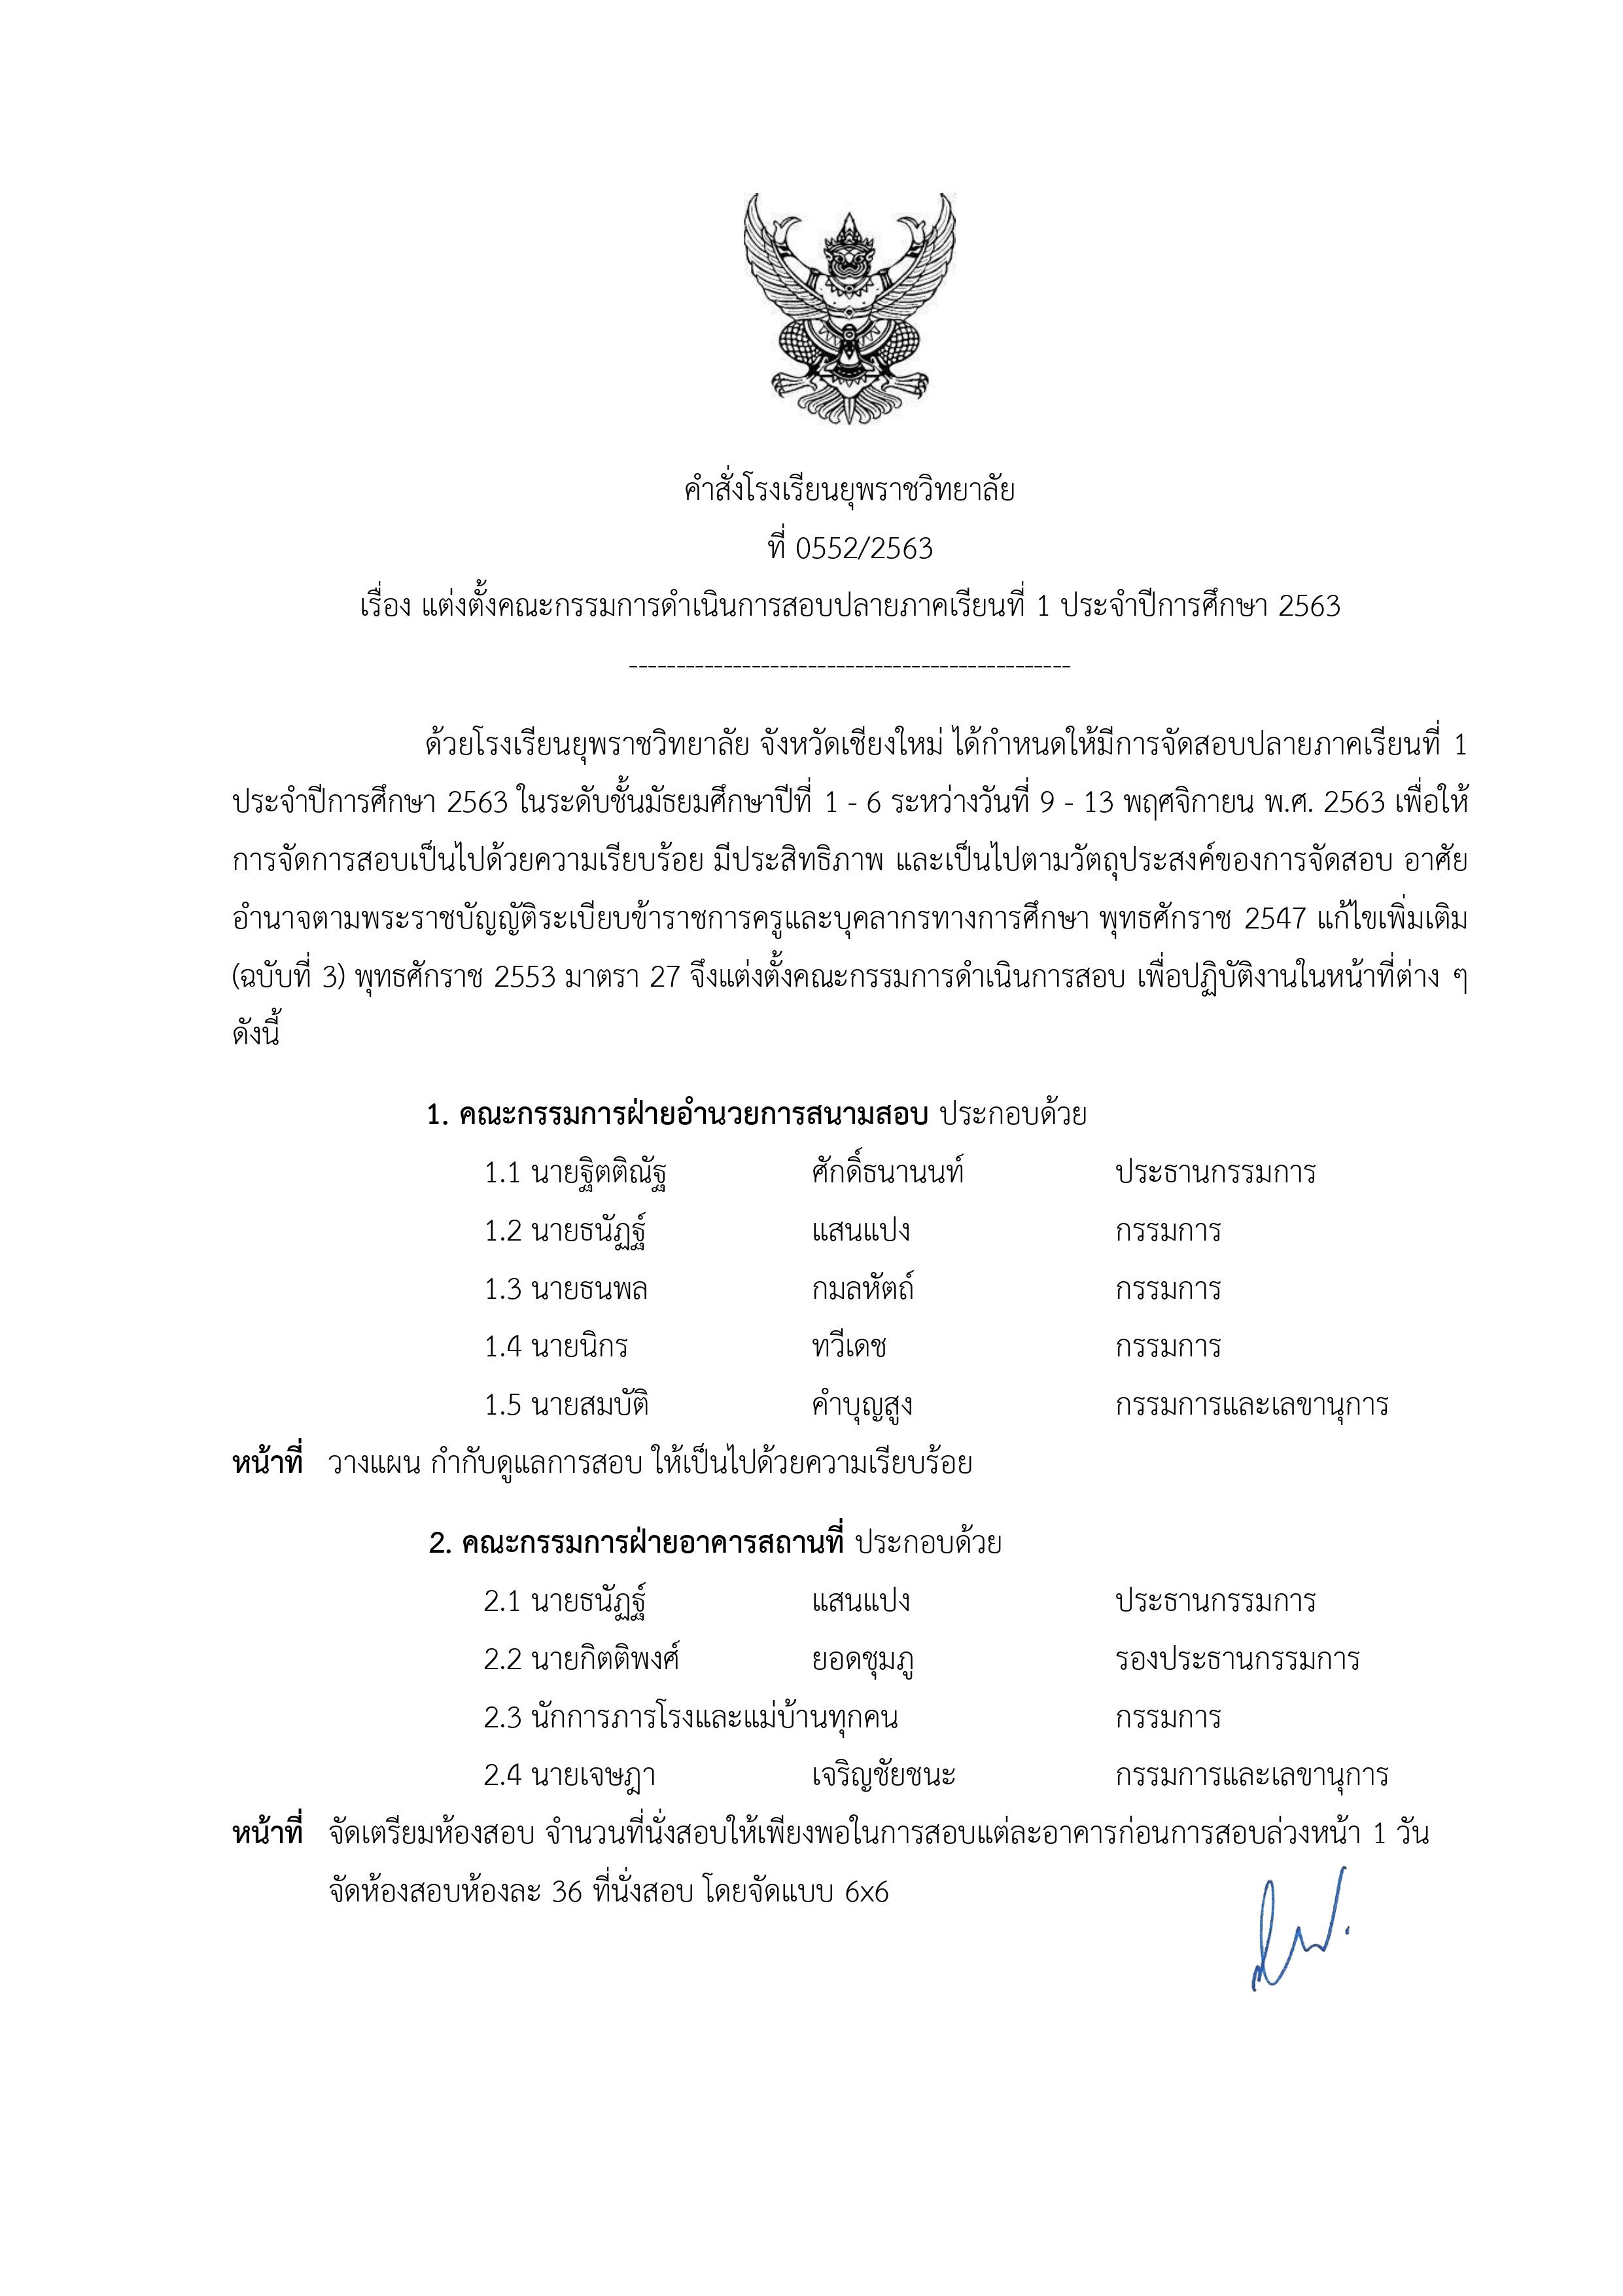 คำสั่งโรงเรียนยุพราชวิทยาลัย
ที่ 0552/2563
เรื่อง แต่งตั้งคณะกรรมการดำเนินการสอบปลายภาคเรียนที่ 1 ประจำปีการศึกษา 2563
-----------------------------------------------
ด้วยโรงเรียนยุพราชวิทยาลัย จังหวัดเชียงใหม่ ได้กำหนดให้มีการจัดสอบปลายภาคเรียนที่ 1
ประจำปีการศึกษา 2563 ในระดับชั้นมัธยมศึกษาปีที่ 1 - 6 ระหว่างวันที่ 9 - 13 พฤศจิกายน พ.ศ. 2563 เพื่อให้
การจัดการสอบเป็นไปด้วยความเรียบร้อย มีประสิทธิภาพ และเป็นไปตามวัตถุประสงค์ของการจัดสอบ อาศัย
อำนาจตามพระราชบัญญัติระเบียบข้าราชการครูและบุคลากรทางการศึกษา พุทธศักราช 2547 แก้ไขเพิ่มเติม
(ฉบับที่ 3) พุทธศักราช 2553 มาตรา 27 จึงแต่งตั้งคณะกรรมการดำเนินการสอบ เพื่อปฏิบัติงานในหน้าที่ต่าง ๆ
ดังนี้
1. คณะกรรมการฝ่ายอำนวยการสนามสอบ ประกอบด้วย
1.1 นายฐิตติณัฐ ศักดิ์ธนานนท์ ประธานกรรมการ
1.2 นายธนัฏฐ์ แสนแปง กรรมการ
1.3 นายธนพล กมลหัตถ์ กรรมการ
1.4 นายนิกร ทวีเดช กรรมการ
1.5 นายสมบัติ คำบุญสูง กรรมการและเลขานุการ
หน้าที่ วางแผน กำกับดูแลการสอบ ให้เป็นไปด้วยความเรียบร้อย
2. คณะกรรมการฝ่ายอาคารสถานที่ ประกอบด้วย
2.1 นายธนัฏฐ์ แสนแปง ประธานกรรมการ
2.2 นายกิตติพงศ์ ยอดชุมภู รองประธานกรรมการ
2.3 นักการภารโรงและแม่บ้านทุกคน กรรมการ
2.4 นายเจษฎา เจริญชัยชนะ กรรมการและเลขานุการ
หน้าที่ จัดเตรียมห้องสอบ จำนวนที่นั่งสอบให้เพียงพอในการสอบแต่ละอาคารก่อนการสอบล่วงหน้า 1 วัน
จัดห้องสอบห้องละ 36 ที่นั่งสอบ โดยจัดแบบ 6x6